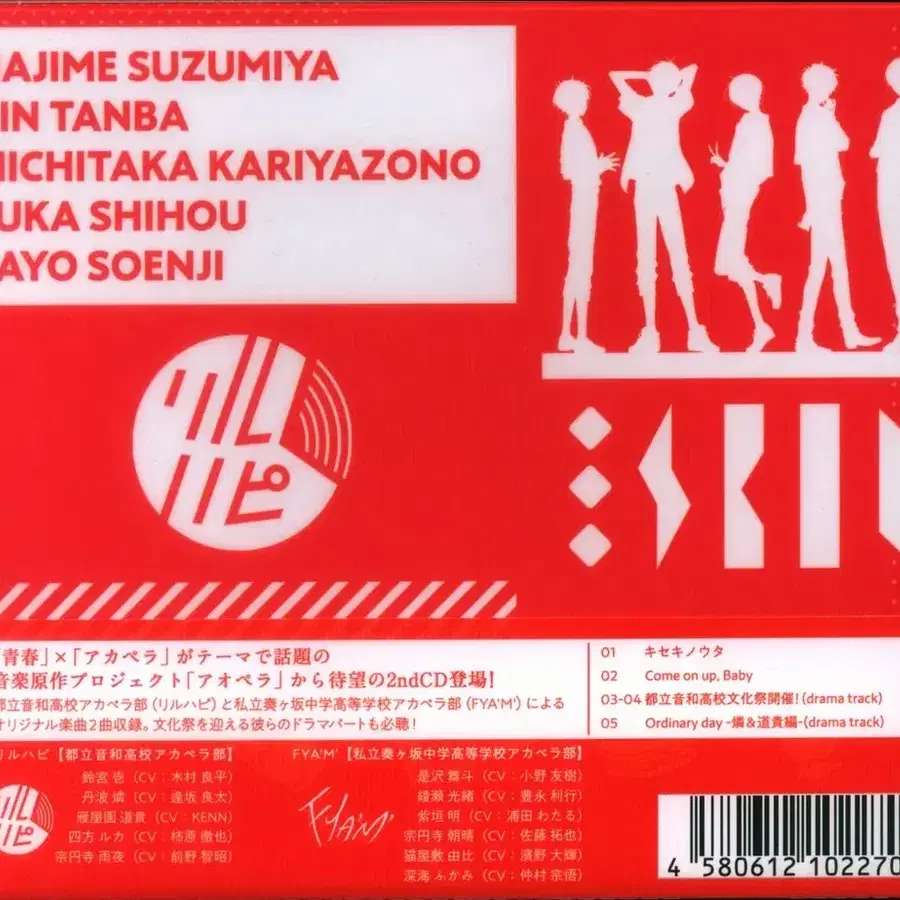 HAJIME SUZUMIYA
IN TANBA
MICHITAKA KARIYAZONO
UKA SHIHOU
AYO SOENJI
リルハピ
青春」×「アカペラ」がテーマで話題の
音楽原作プロジェクト「アオペラ」から待望の2ndCD登場!
都立音和高校アカペラ部(リルハピ)と私立奏ヶ坂中学高等学校アカペラ部(FYA'M')による
オリジナル楽曲2曲収録。文化祭を迎える彼らのドラマパートも必聴!
01 キセキノウタ
02 Come on up, Baby
03-04 都立音和高校文化祭開催!(drama track)
05 Ordinary day -燐&道貴編-(drama track)
リルハピ【都立音和高校アカペラ部】
鈴宮 壱(CV:木村 良平)
丹波 燐(CV:逢坂 良太)
雁屋園 道貴(CV:KENN)
四方 ルカ(CV:柿原 徹也)
宗円寺 雨夜(CV:前野 智昭)
リルハピ
FYA'M'【私立奏ヶ坂中学高等学校アカペラ部】
是沢 舞斗(CV:小野 友樹)
綾瀬 光緒(CV:豊永 利行)
紫垣 明(CV:浦田 わたる)
宗円寺 朝晴(CV:佐藤 拓也)
猫屋敷 由比(CV:濱野 大輝)
深海 ふかみ(CV:仲村 宗悟)
FYA'M'
4 580612 102270